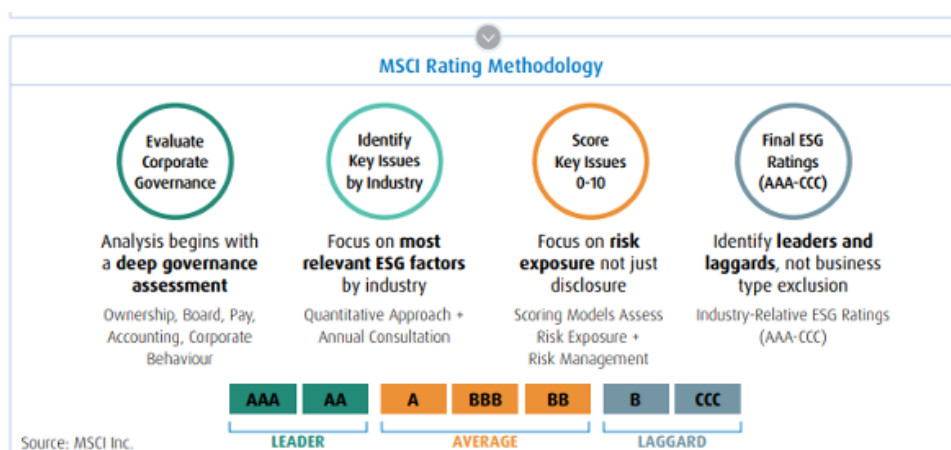 MSCI Rating Methodology
Evaluate
Corporate
Governance
Analysis begins with
a deep governance
assessment
Ownership, Board, Pay,
Accounting, Corporate
Behaviour
Identify
Key Issues
by Industry
Focus on most
relevant ESG factors
by industry
Quantitative Approach +
Annual Consultation
Score
Key Issues
0-10
Focus on risk
exposure not just
disclosure
Scoring Models Assess
Risk Exposure +
Risk Management
Final ESG
Ratings
(AAA-CCC)
Identify leaders and
laggards, not business
type exclusion
Industry-Relative ESG Ratings
(AAA-CCC)
AAA AA A BBB BB B CCC
LEADER AVERAGE LAGGARD
Source: MSCI Inc.